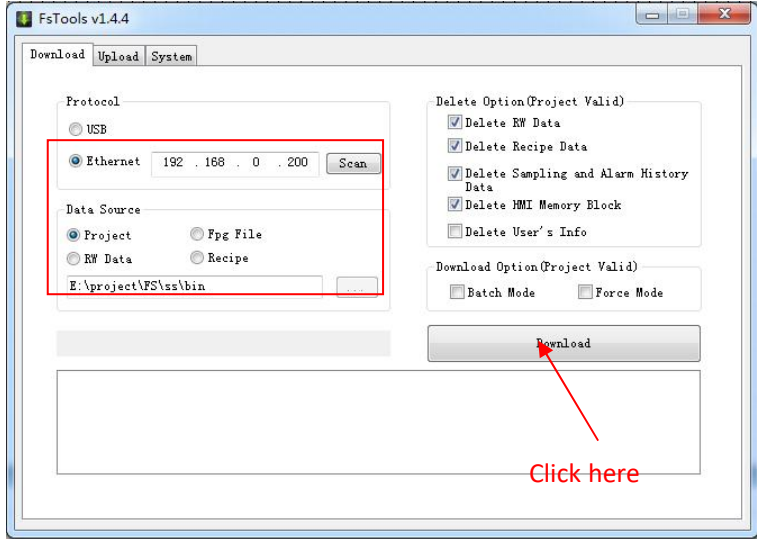 FsTools v1.4.4
Download Upload System
Protocol
USB
Ethernet 192 . 168 . 0 . 200 Scan
Data Source
Project Fpg File
RW Data Recipe
E:\project\FS\ss\bin ...
Delete Option(Project Valid)
Delete RW Data
Delete Recipe Data
Delete Sampling and Alarm History
Data
Delete HMI Memory Block
Delete User's Info
Download Option(Project Valid)
Batch Mode Force Mode
Download
Click here